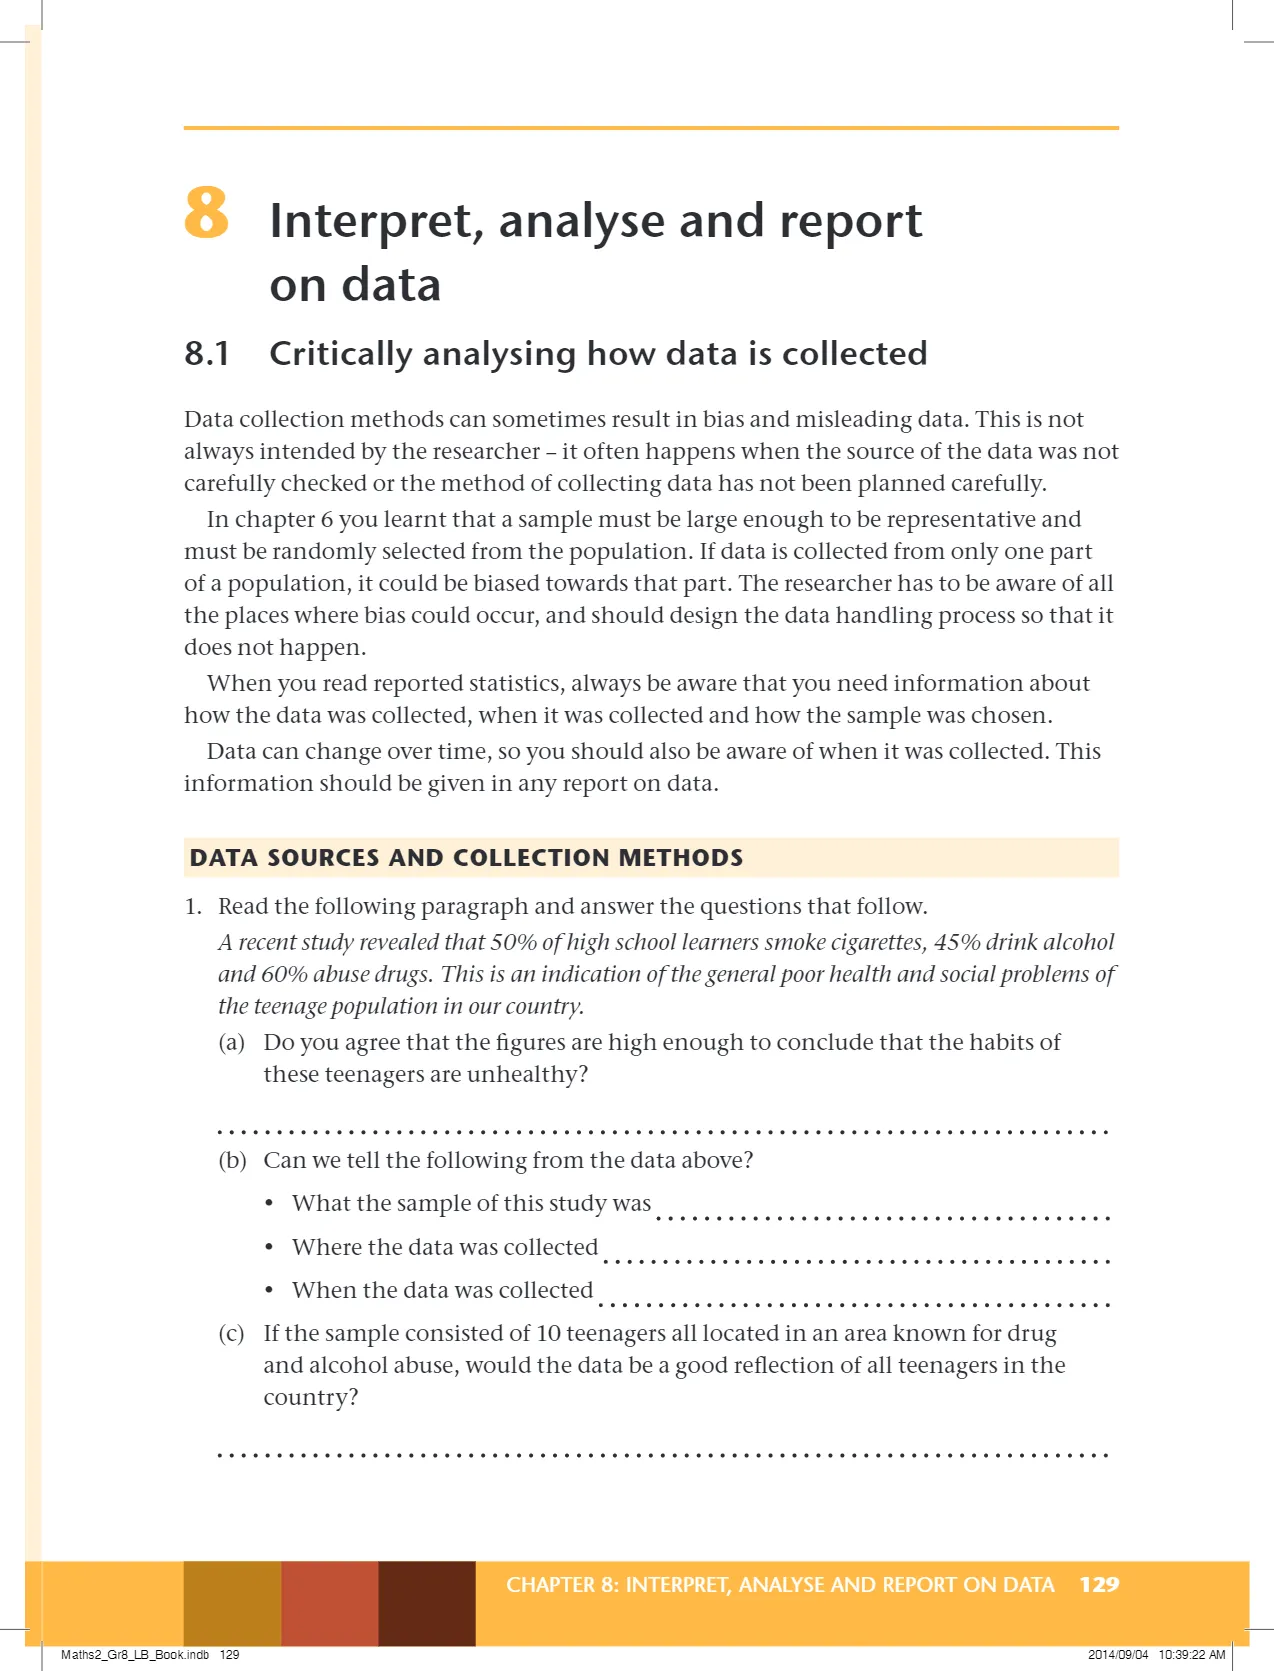 8 Interpret, analyse and report
on data
8.1 Critically analysing how data is collected
Data collection methods can sometimes result in bias and misleading data. This is not
always intended by the researcher – it often happens when the source of the data was not
carefully checked or the method of collecting data has not been planned carefully.
In chapter 6 you learnt that a sample must be large enough to be representative and
must be randomly selected from the population. If data is collected from only one part
of a population, it could be biased towards that part. The researcher has to be aware of all
the places where bias could occur, and should design the data handling process so that it
does not happen.
When you read reported statistics, always be aware that you need information about
how the data was collected, when it was collected and how the sample was chosen.
Data can change over time, so you should also be aware of when it was collected. This
information should be given in any report on data.
DATA SOURCES AND COLLECTION METHODS
1. Read the following paragraph and answer the questions that follow.
A recent study revealed that 50% of high school learners smoke cigarettes, 45% drink alcohol
and 60% abuse drugs. This is an indication of the general poor health and social problems of
the teenage population in our country.
(a) Do you agree that the figures are high enough to conclude that the habits of
these teenagers are unhealthy?
(b) Can we tell the following from the data above?
• What the sample of this study was
• Where the data was collected
• When the data was collected
(c) If the sample consisted of 10 teenagers all located in an area known for drug
and alcohol abuse, would the data be a good reflection of all teenagers in the
country?
CHAPTER 8: INTERPRET, ANALYSE AND REPORT ON DATA 129
Maths2_Gr8_LB_Book.indb 129
2014/09/04 10:39:22 AM